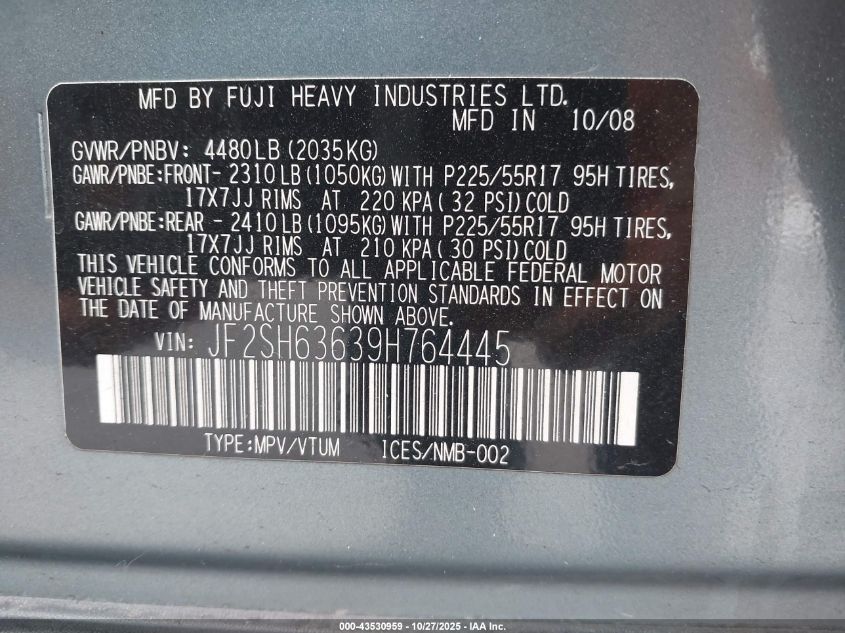 MFD BY FUJI HEAVY INDUSTRIES LTD.
MFD IN 10/08
GVWR/PNBV: 4480LB (2035KG)
GAWR/PNBE:FRONT- 2310LB (1050KG) WITH P225/55R17 95H TIRES,
17X7JJ RIMS AT 220 KPA( 32 PSI) COLD
GAWR/PNBE:REAR - 2410LB (1095KG) WITH P225/55R17 95H TIRES,
17X7JJ RIMS AT 210 KPA( 30 PSI) COLD
THIS VEHICLE CONFORMS TO ALL APPLICABLE FEDERAL MOTOR
VEHICLE SAFETY AND THEFT PREVENTION STANDARDS IN EFFECT ON
THE DATE OF MANUFACTURE SHOWN ABOVE.
VIN: JF2SH63639H764445
TYPE:MPV/VTUM ICES/NMB-002
000-43530959 - 10/27/2025 - IAA Inc.